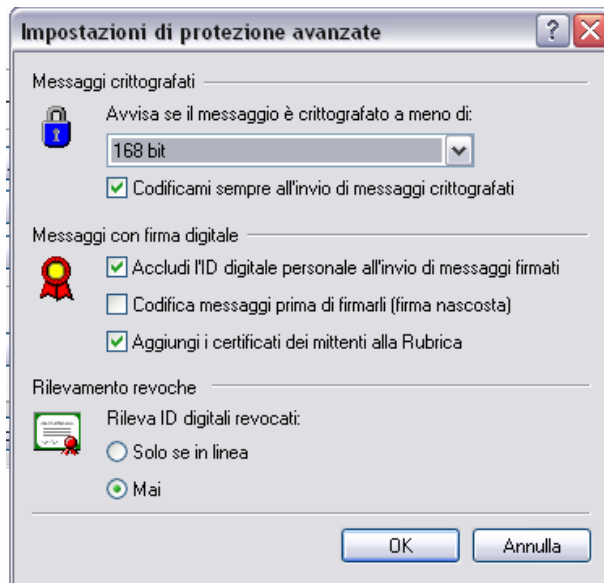 Impostazioni di protezione avanzate
Messaggi crittografati
Avvisa se il messaggio è crittografato a meno di:
168 bit
Codificami sempre all'invio di messaggi crittografati
Messaggi con firma digitale
Accludi l'ID digitale personale all'invio di messaggi firmati
Codifica messaggi prima di firmarli (firma nascosta)
Aggiungi i certificati dei mittenti alla Rubrica
Rilevamento revoche
Rileva ID digitali revocati:
Solo se in linea
Mai
OK Annulla